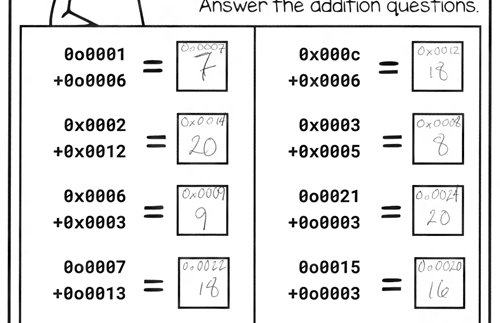 Answer the addition questions.
0o0001
+0o0006
=
0o0007
7
0x000c
+0x0006
=
0x0012
18
0x0002
+0x0012
=
0x0014
20
0x0003
+0x0005
=
0x0008
8
0x0006
+0x0003
=
0x0009
9
0o0021
+0o0003
=
0o0024
20
0o0007
+0o0013
=
0o0022
18
0o0015
+0o0003
=
0o0020
16